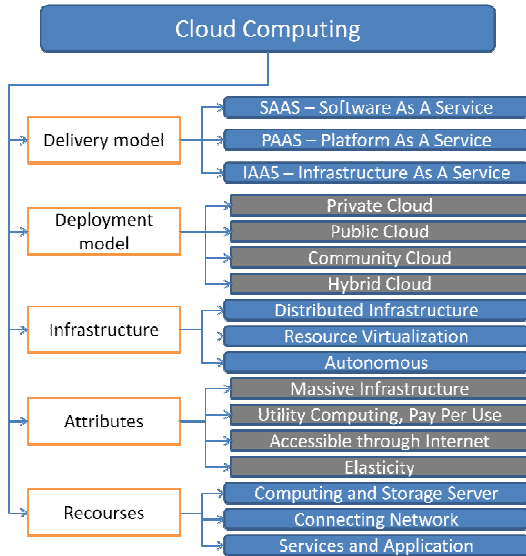 Cloud Computing
Delivery model
SAAS – Software As A Service
PAAS – Platform As A Service
IAAS – Infrastructure As A Service
Deployment
model
Private Cloud
Public Cloud
Community Cloud
Hybrid Cloud
Infrastructure
Distributed Infrastructure
Resource Virtualization
Autonomous
Attributes
Massive Infrastructure
Utility Computing, Pay Per Use
Accessible through Internet
Elasticity
Recourses
Computing and Storage Server
Connecting Network
Services and Application